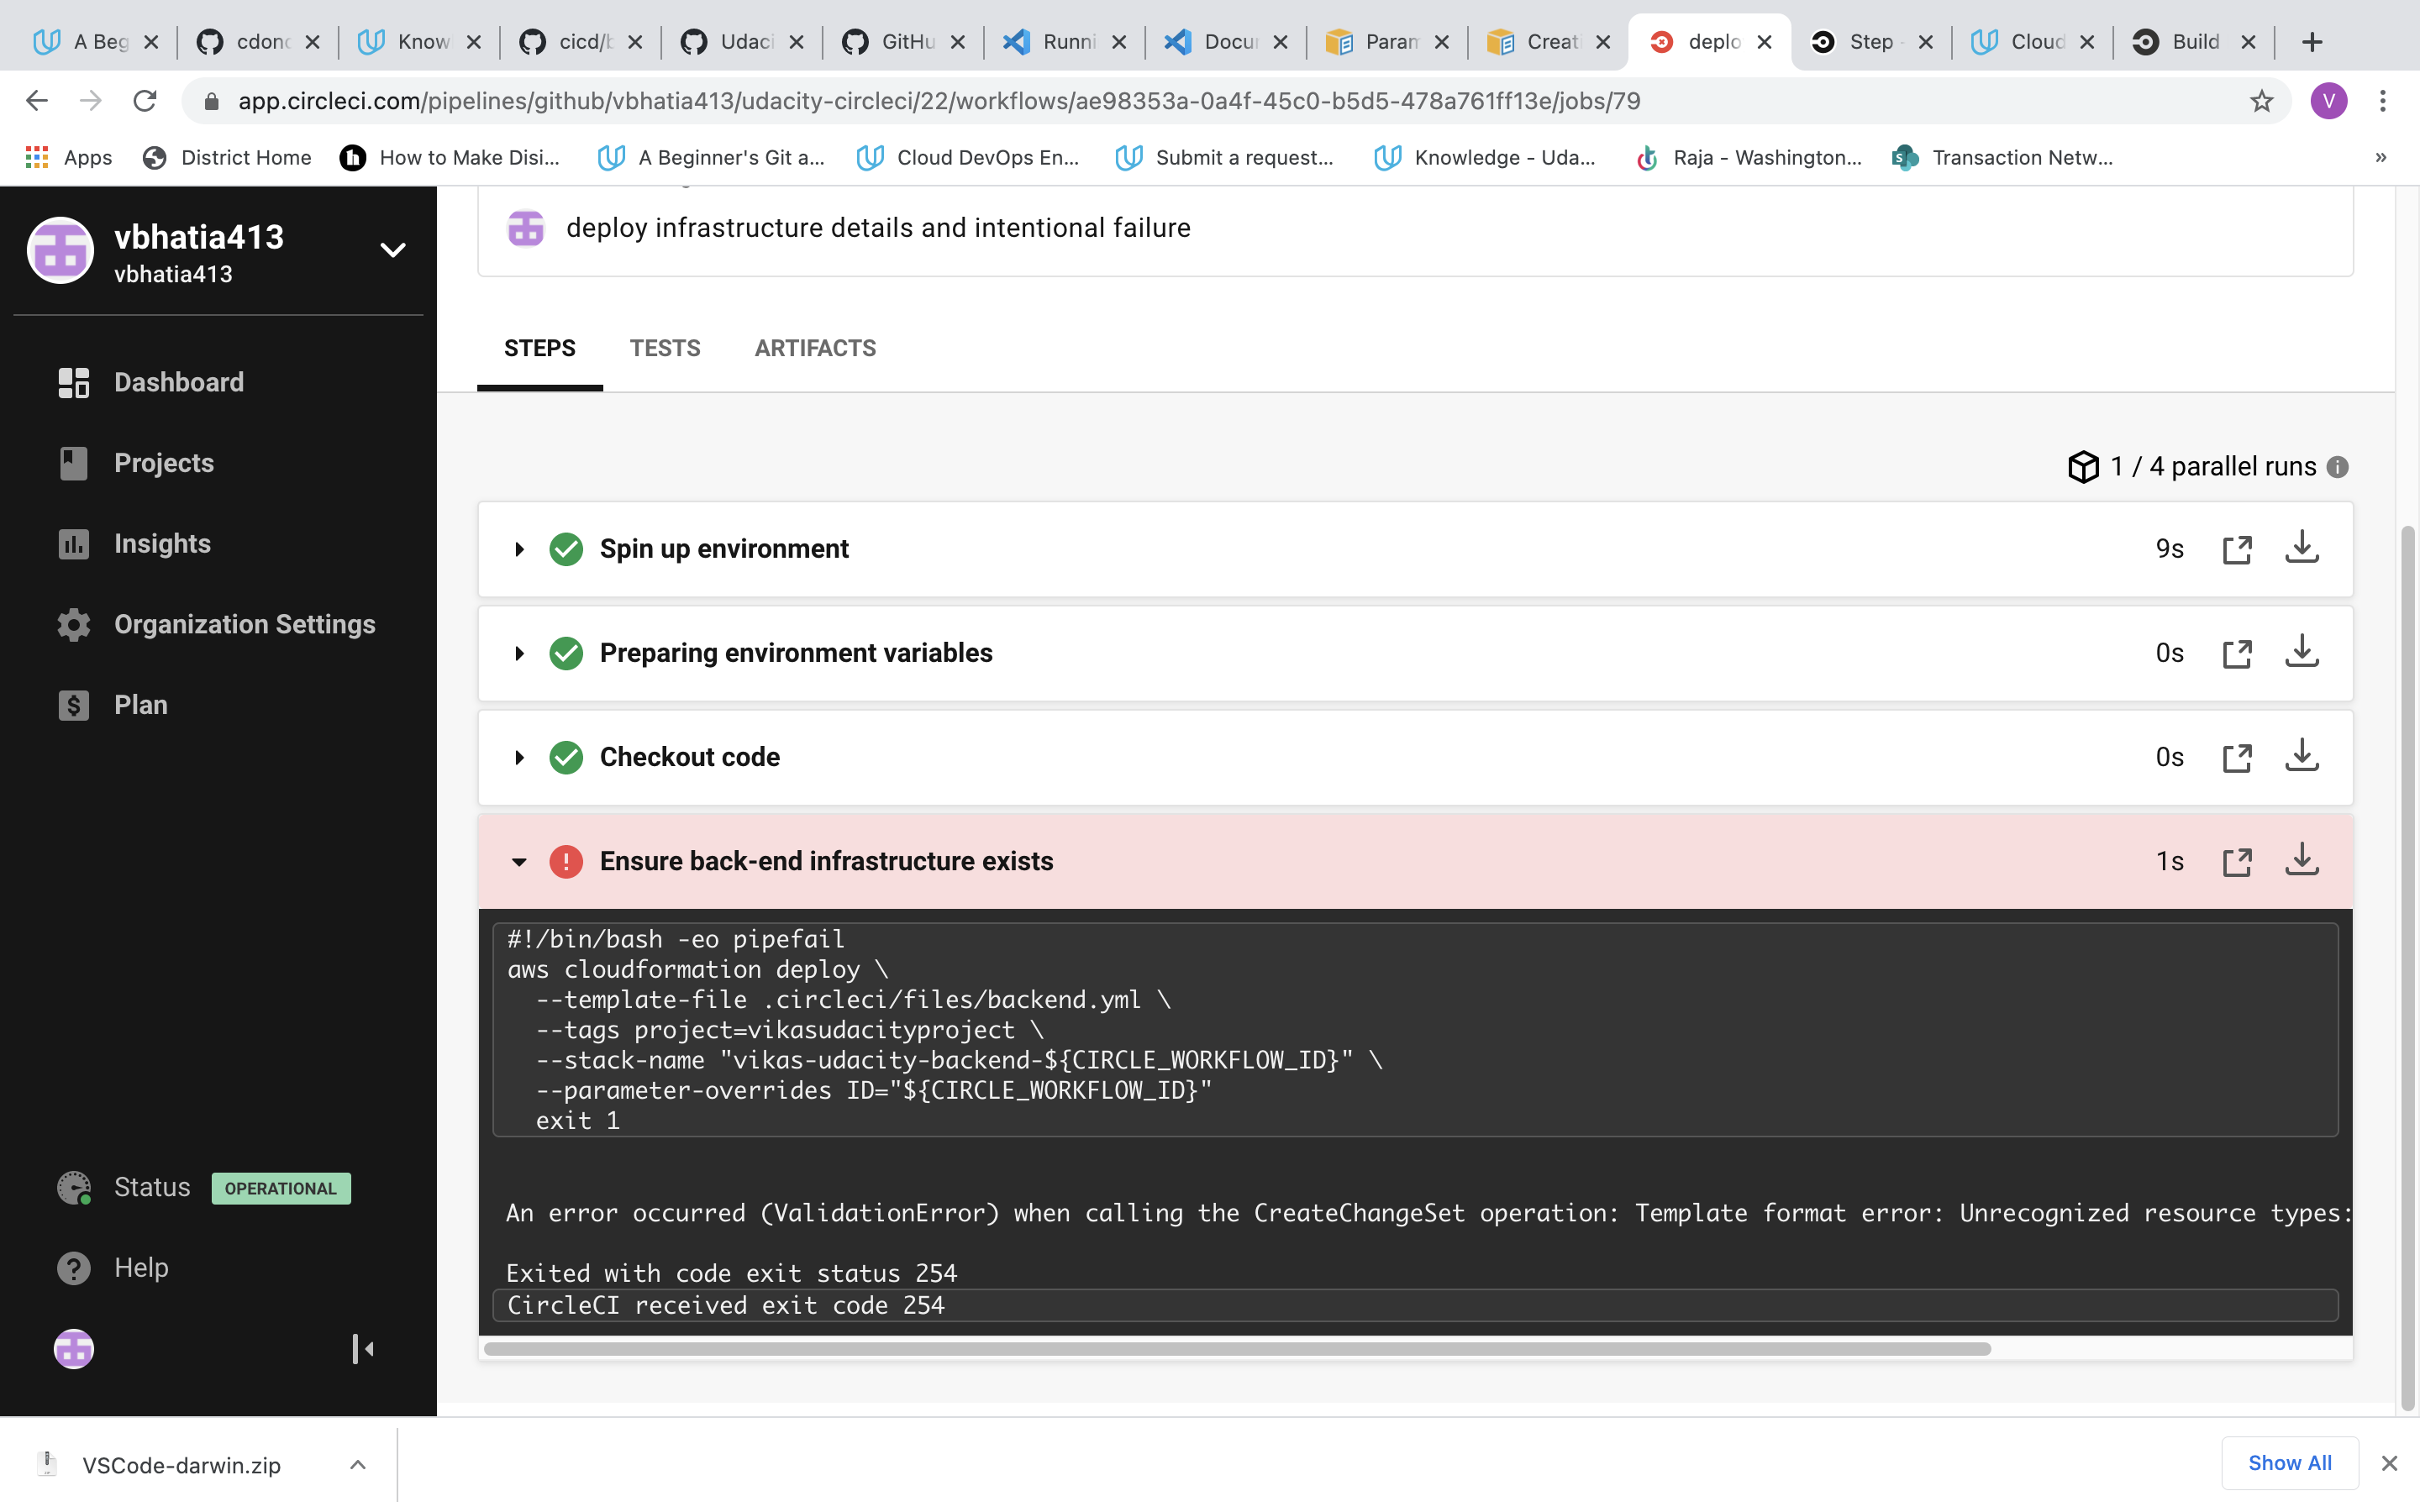 A Beg
cdonc
Know
cicd/b
Udaci
GitHu
Runni
Docu
Param
Creat
deplo
Step -
Cloud
Build
app.circleci.com/pipelines/github/vbhatia413/udacity-circleci/22/workflows/ae98353a-0a4f-45c0-b5d5-478a761ff13e/jobs/79
V
Apps
District Home
How to Make Disi...
A Beginner's Git a...
Cloud DevOps En...
Submit a request...
Knowledge - Uda...
Raja - Washington...
Transaction Netw...
»
vbhatia413
vbhatia413
Dashboard
Projects
Insights
Organization Settings
Plan
Status OPERATIONAL
Help
deploy infrastructure details and intentional failure
STEPS TESTS ARTIFACTS
1 / 4 parallel runs
Spin up environment 9s
Preparing environment variables 0s
Checkout code 0s
Ensure back-end infrastructure exists 1s
#!/bin/bash -eo pipefail
aws cloudformation deploy \
--template-file .circleci/files/backend.yml \
--tags project=vikasudacityproject \
--stack-name "vikas-udacity-backend-${CIRCLE_WORKFLOW_ID}" \
--parameter-overrides ID="${CIRCLE_WORKFLOW_ID}"
exit 1
An error occurred (ValidationError) when calling the CreateChangeSet operation: Template format error: Unrecognized resource types:
Exited with code exit status 254
CircleCI received exit code 254
VSCode-darwin.zip
Show All